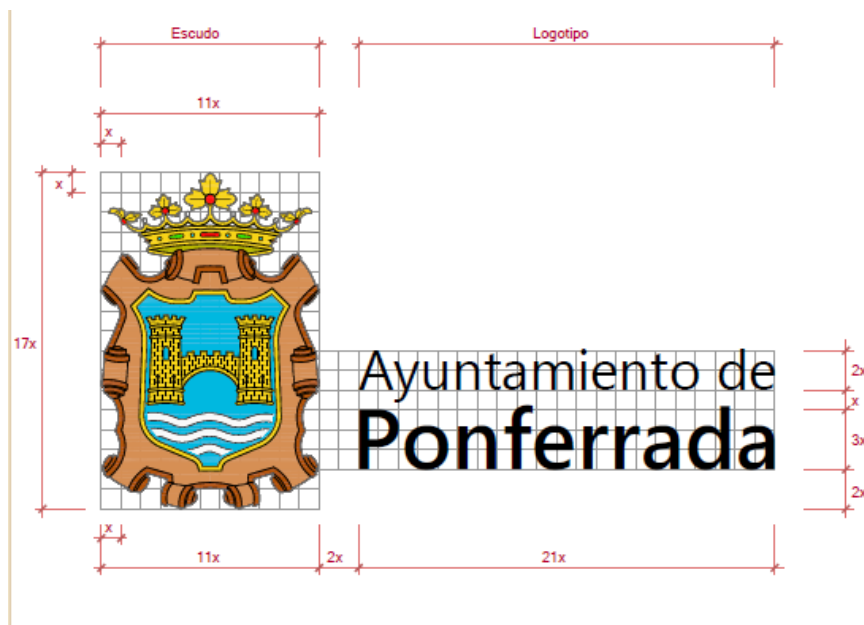 Escudo
Logotipo
11x
x
x
17x
Ayuntamiento de
2x
x
Ponferrada
3x
2x
x
11x
2x
21x